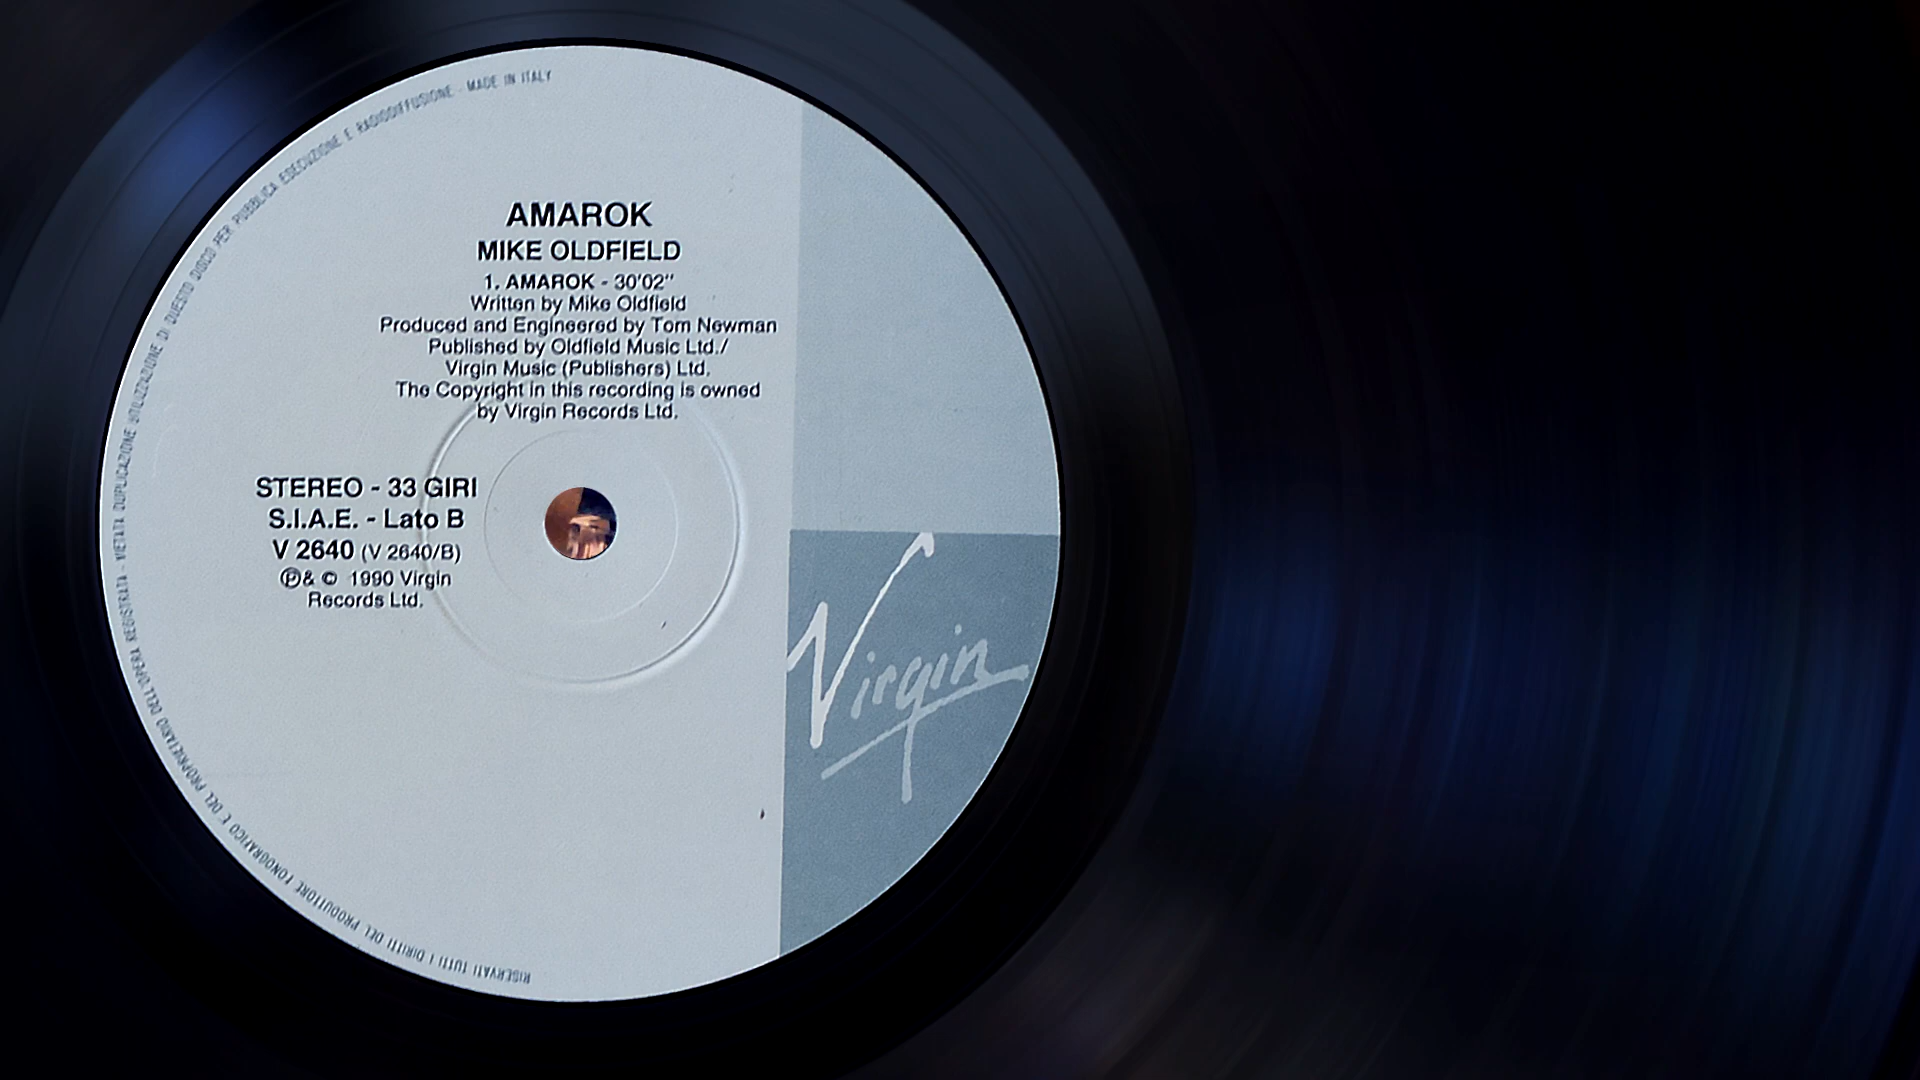 AMAROK
MIKE OLDFIELD
1. AMAROK - 30'02"
Written by Mike Oldfield
Produced and Engineered by Tom Newman
Published by Oldfield Music Ltd./
Virgin Music (Publishers) Ltd.
The Copyright in this recording is owned
by Virgin Records Ltd.
STEREO - 33 GIRI
S.I.A.E. - Lato B
V 2640 (V 2640/B)
℗& © 1990 Virgin
Records Ltd.
Virgin
RISERVATI TUTTI I DIRITTI DEL PRODUTTORE FONOGRAFICO E DEL PROPRIETARIO DELL'OPERA REGISTRATA - VIETATA DUPLICAZIONE UTILIZZAZIONE DI QUESTO DISCO PER PUBBLICA ESECUZIONE E RADIODIFFUSIONE - MADE IN ITALY